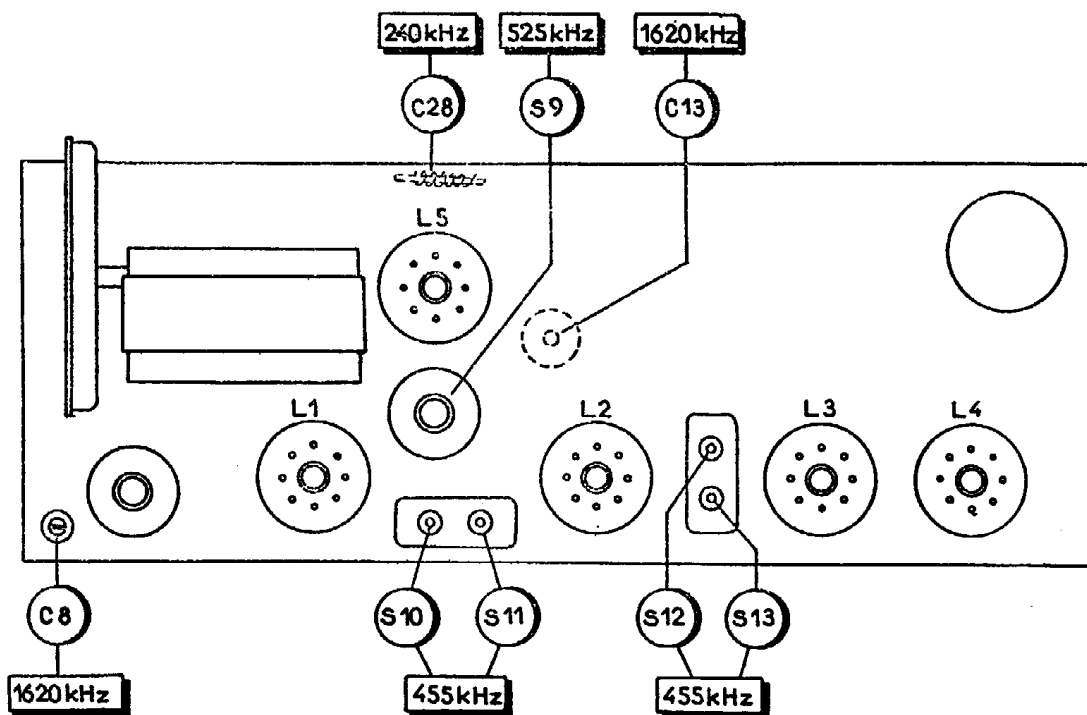 240kHz 525kHz 1620kHz
C28 S9 C13
L5
L1 L2 L3 L4
C8 S10 S11 S12 S13
1620kHz 455kHz 455kHz